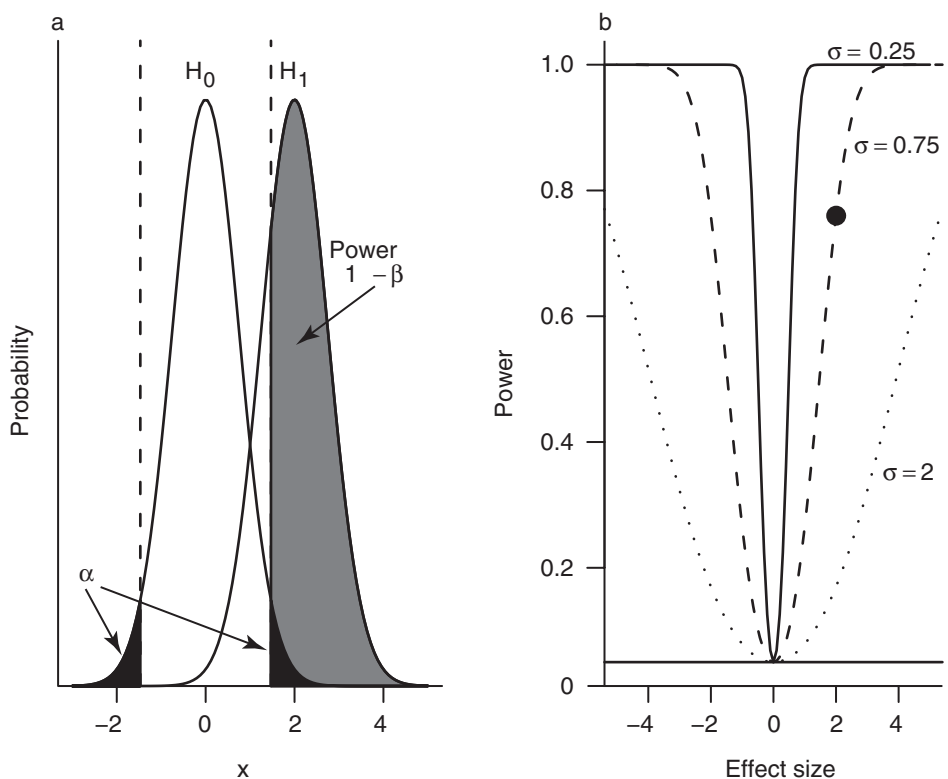 a
H0
H1
Power
1 −β
α
Probability
−2 0 2 4
x
b
σ = 0.25
1.0
σ = 0.75
0.8
0.6
Power
0.4
σ = 2
0.2
0
−4 −2 0 2 4
Effect size